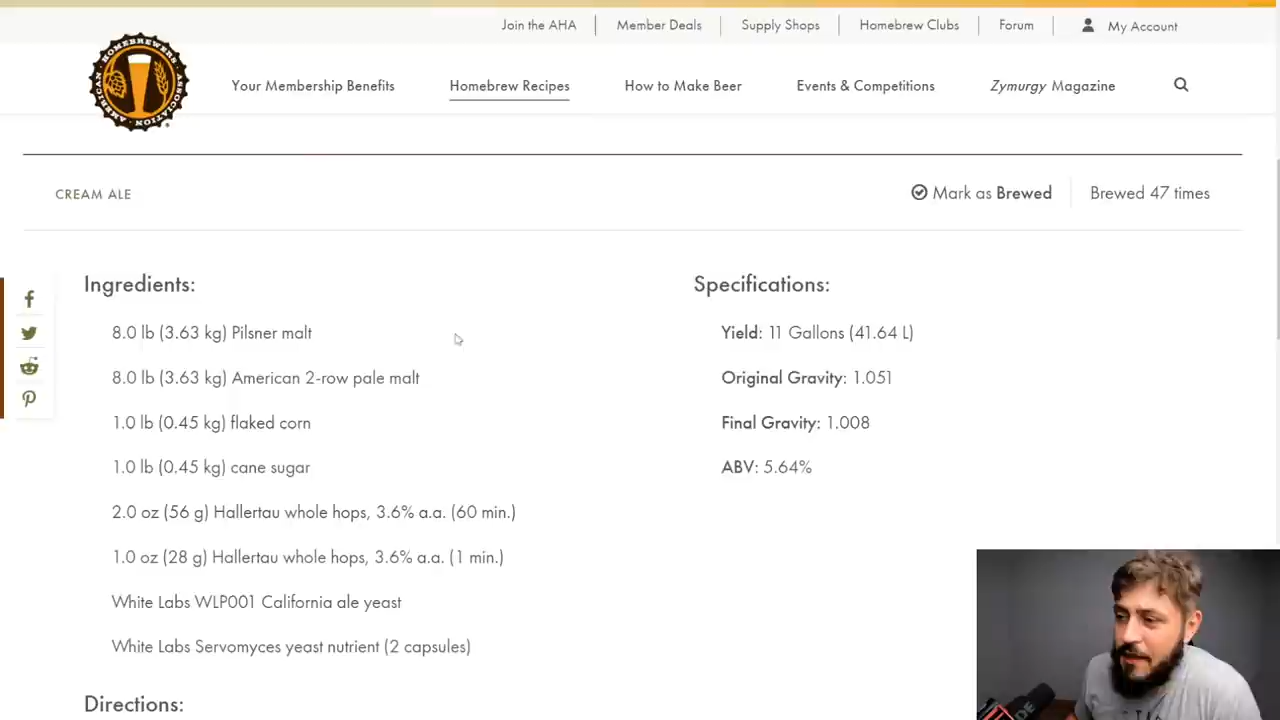 Join the AHA
Member Deals
Supply Shops
Homebrew Clubs
Forum
My Account
AMERICAN HOMEBREWERS ASSOCIATION
Your Membership Benefits
Homebrew Recipes
How to Make Beer
Events & Competitions
Zymurgy Magazine
CREAM ALE
Mark as Brewed
Brewed 47 times
Ingredients:
8.0 lb (3.63 kg) Pilsner malt
8.0 lb (3.63 kg) American 2-row pale malt
1.0 lb (0.45 kg) flaked corn
1.0 lb (0.45 kg) cane sugar
2.0 oz (56 g) Hallertau whole hops, 3.6% a.a. (60 min.)
1.0 oz (28 g) Hallertau whole hops, 3.6% a.a. (1 min.)
White Labs WLP001 California ale yeast
White Labs Servomyces yeast nutrient (2 capsules)
Specifications:
Yield: 11 Gallons (41.64 L)
Original Gravity: 1.051
Final Gravity: 1.008
ABV: 5.64%
Directions: